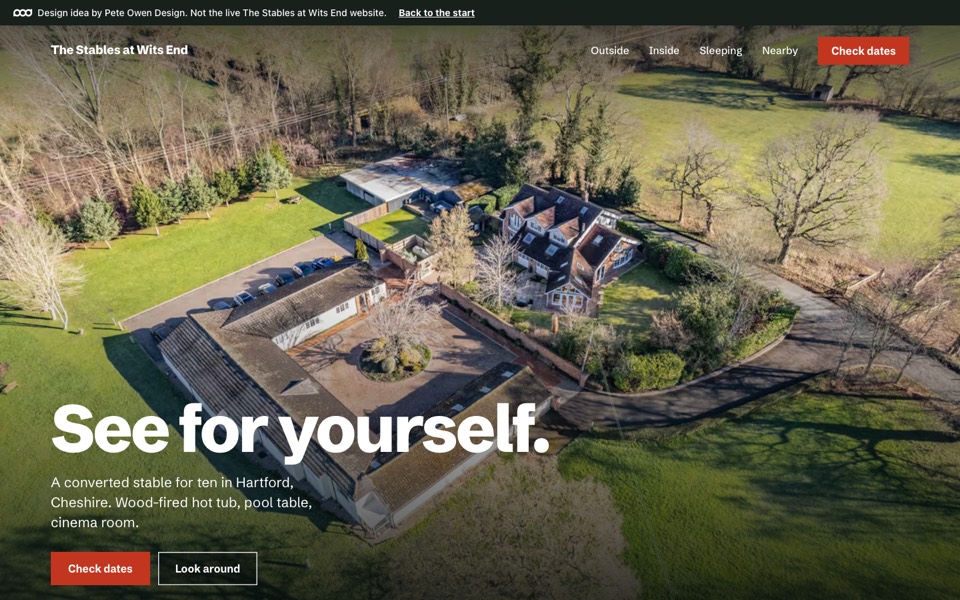 Design idea by Pete Owen Design. Not the live The Stables at Wits End website. Back to the start
The Stables at Wits End
Outside Inside Sleeping Nearby Check dates
See for yourself.
A converted stable for ten in Hartford,
Cheshire. Wood-fired hot tub, pool table,
cinema room.
Check dates Look around